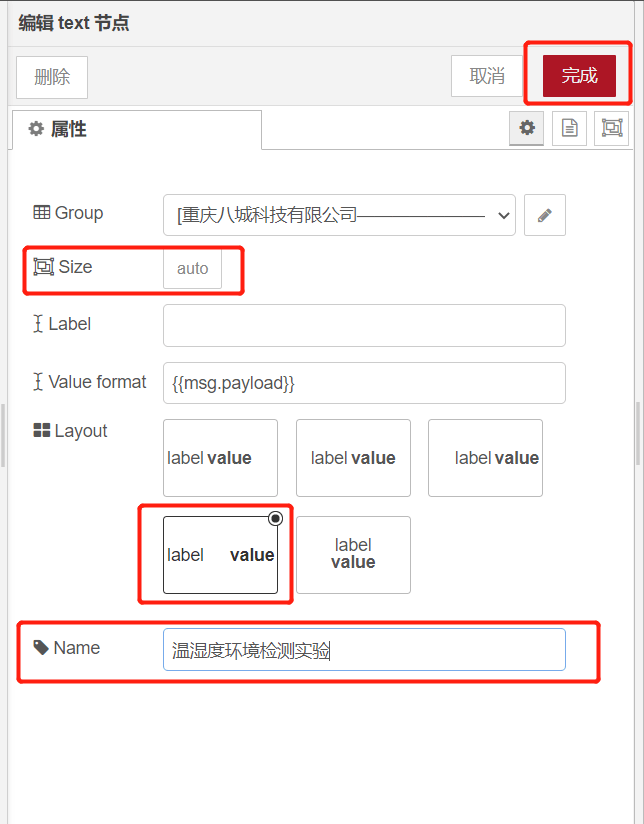 编辑 text 节点
删除
取消
完成
属性
Group
[重庆八城科技有限公司———————
Size
auto
Label
Value format
{{msg.payload}}
Layout
label value
label value
label value
label value
label
value
Name
温湿度环境检测实验